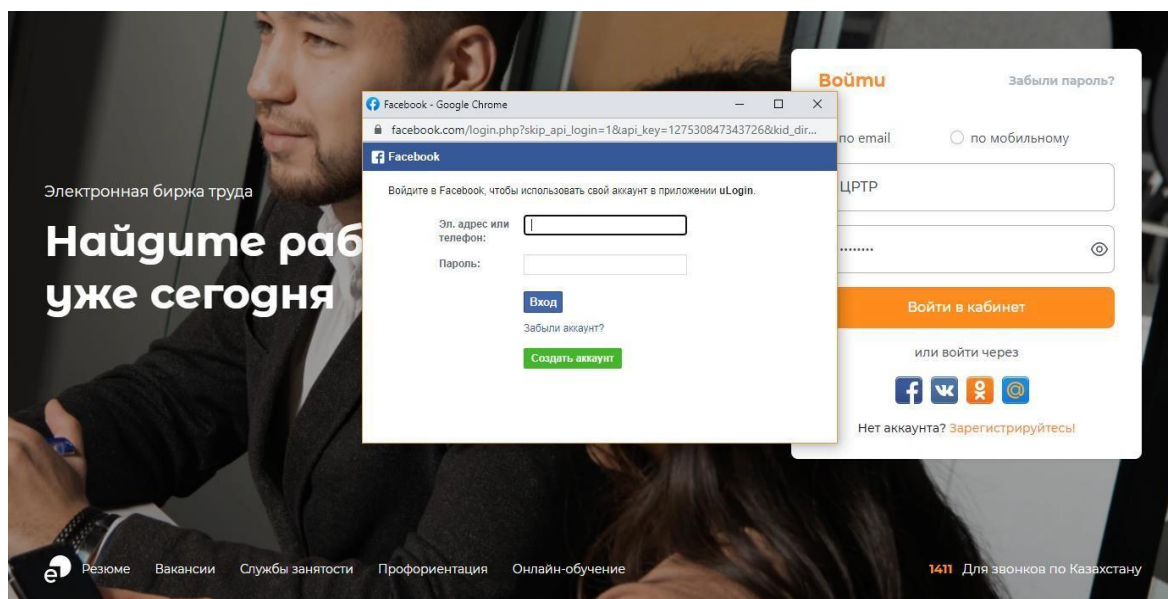 Войти
Забыли пароль?
Facebook - Google Chrome
facebook.com/login.php?skip_api_login=1&api_key=127530847343726&kid_dir...
по email
по мобильному
Facebook
Войдите в Facebook, чтобы использовать свой аккаунт в приложении uLogin.
Электронная биржа труда
ЦРТР
Эл. адрес или
телефон:
Найдите раб
уже сегодня
Пароль:
........
Вход
Войти в кабинет
Забыли аккаунт?
Создать аккаунт
или войти через
Нет аккаунта? Зарегистрируйтесь!
Резюме Вакансии Службы занятости Профориентация Онлайн-обучение
1411 Для звонков по Казахстану